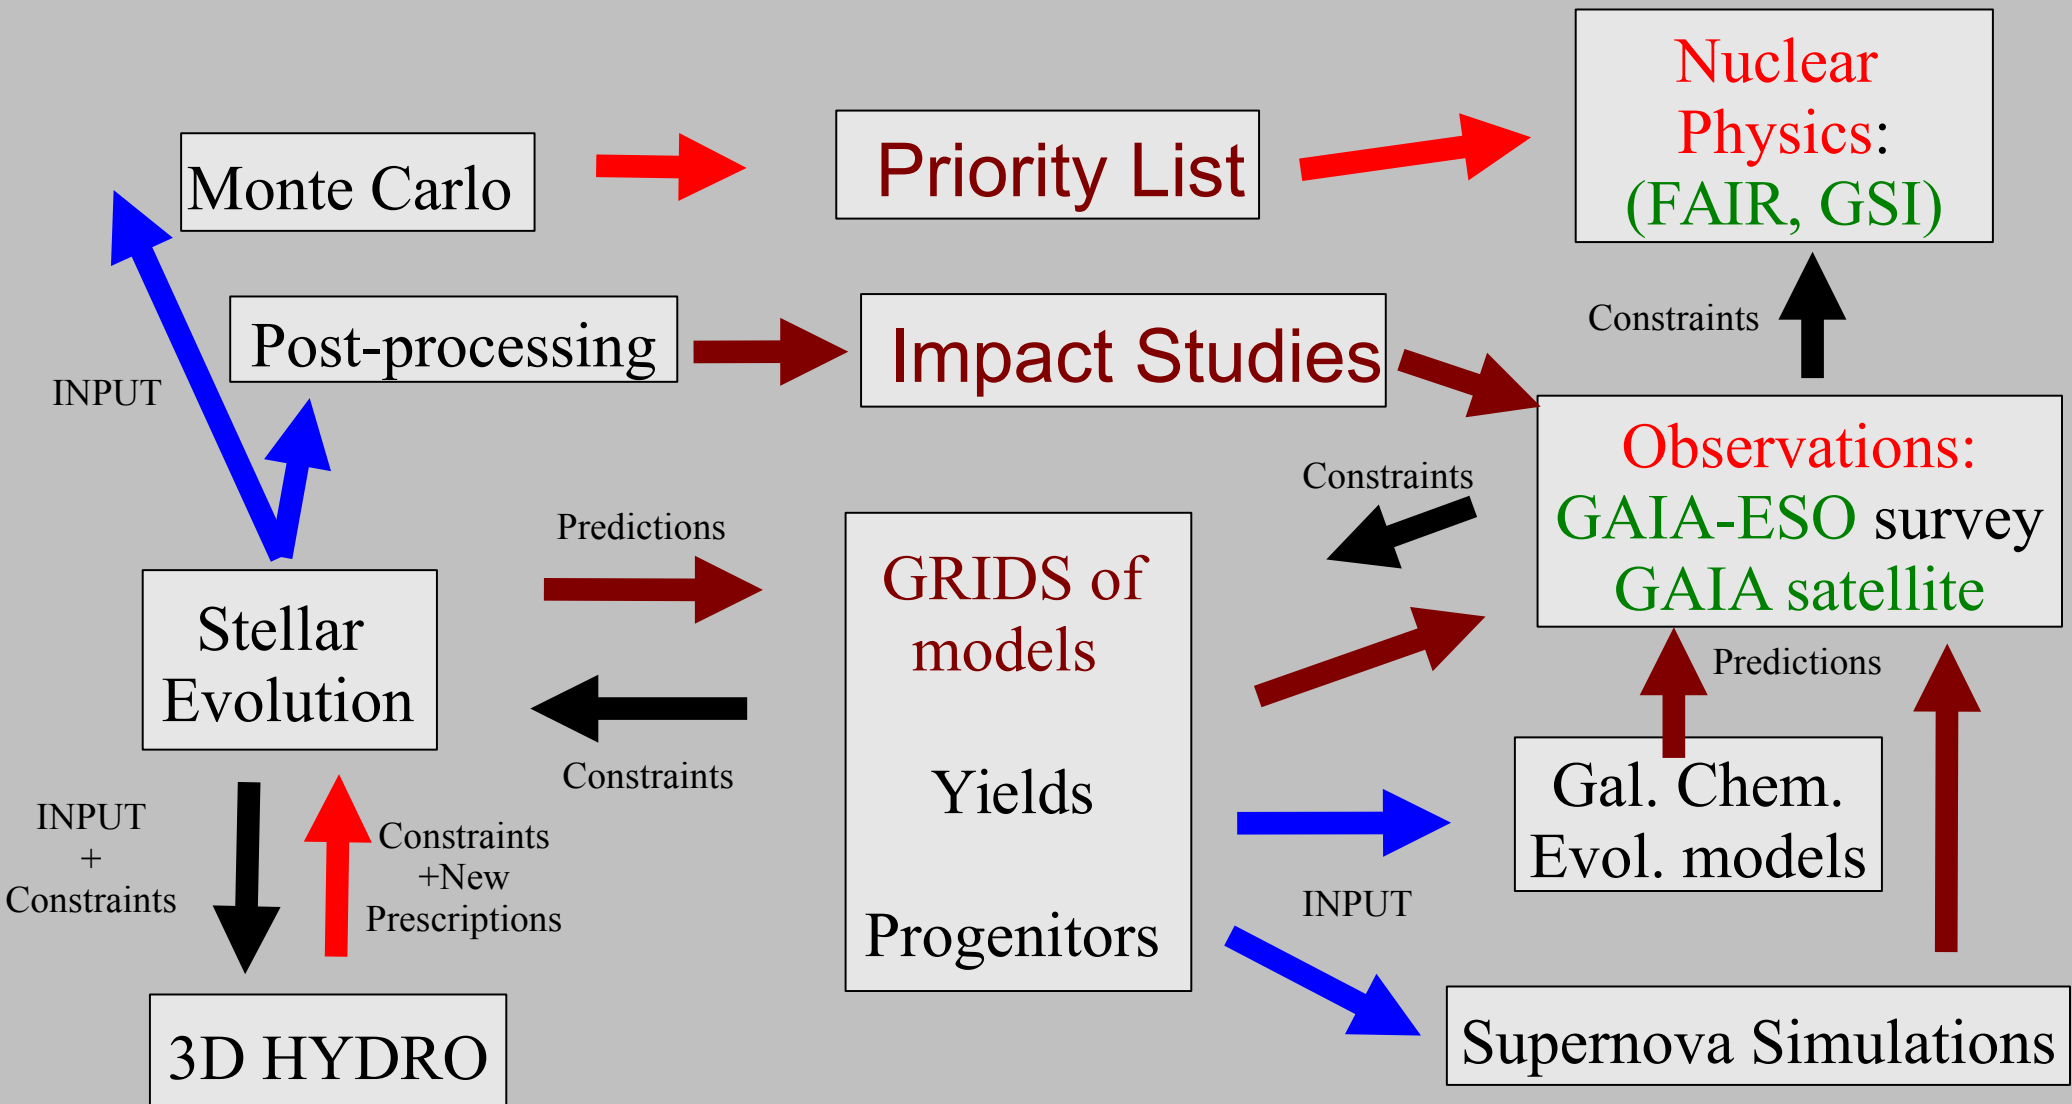 Nuclear
Physics:
(FAIR, GSI)
Monte Carlo
Priority List
Constraints
Post-processing
Impact Studies
INPUT
Observations:
GAIA-ESO survey
GAIA satellite
Constraints
Predictions
GRIDS of
models
Yields
Progenitors
Stellar
Evolution
Predictions
Constraints
Gal. Chem.
Evol. models
INPUT
+
Constraints
Constraints
+New
Prescriptions
INPUT
3D HYDRO
Supernova Simulations